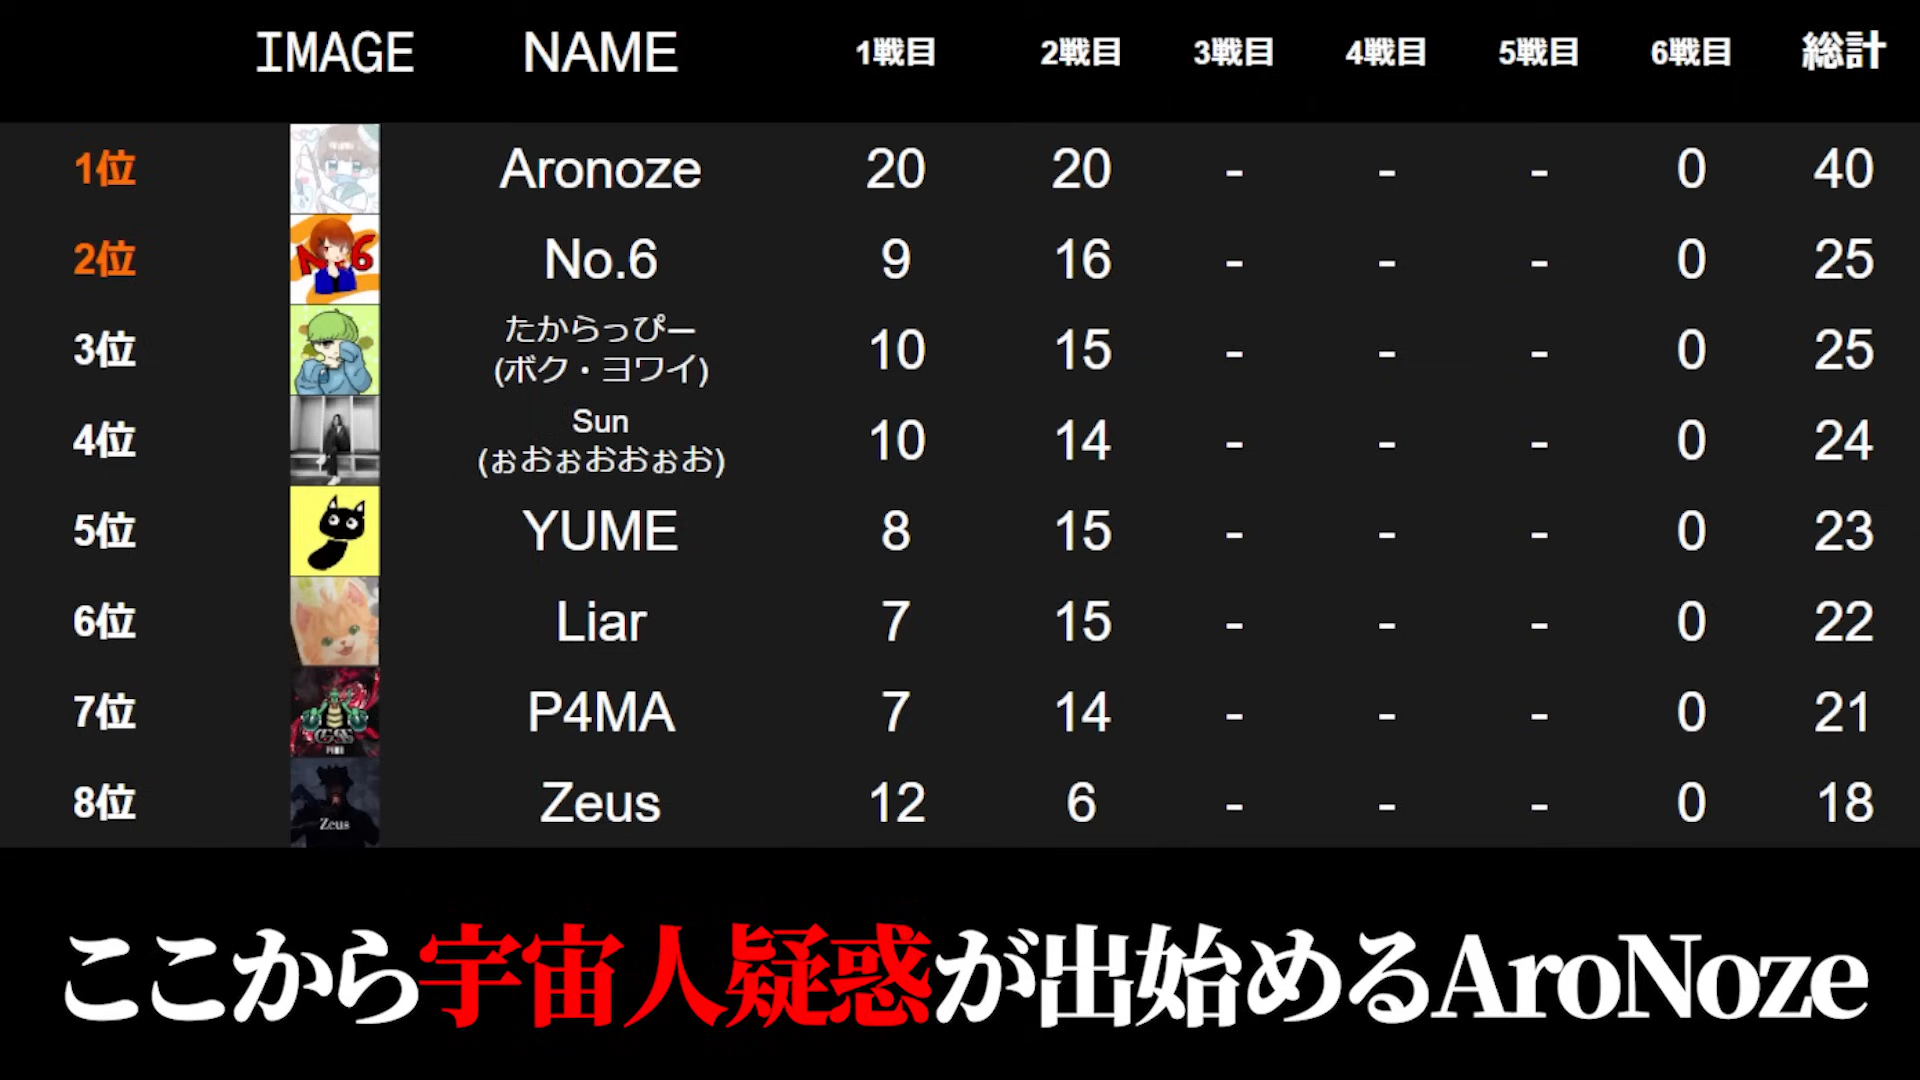 IMAGE NAME 1戦目 2戦目 3戦目 4戦目 5戦目 6戦目 総計
1位 Aronoze 20 20 - - - 0 40
2位 No.6 9 16 - - - 0 25
3位 たからっぴー
(ボク・ヨワイ) 10 15 - - - 0 25
4位 Sun
(ぉおぉおおぉお) 10 14 - - - 0 24
5位 YUME 8 15 - - - 0 23
6位 Liar 7 15 - - - 0 22
7位 P4MA 7 14 - - - 0 21
8位 Zeus Zeus 12 6 - - - 0 18
ここから宇宙人疑惑が出始めるAroNoze